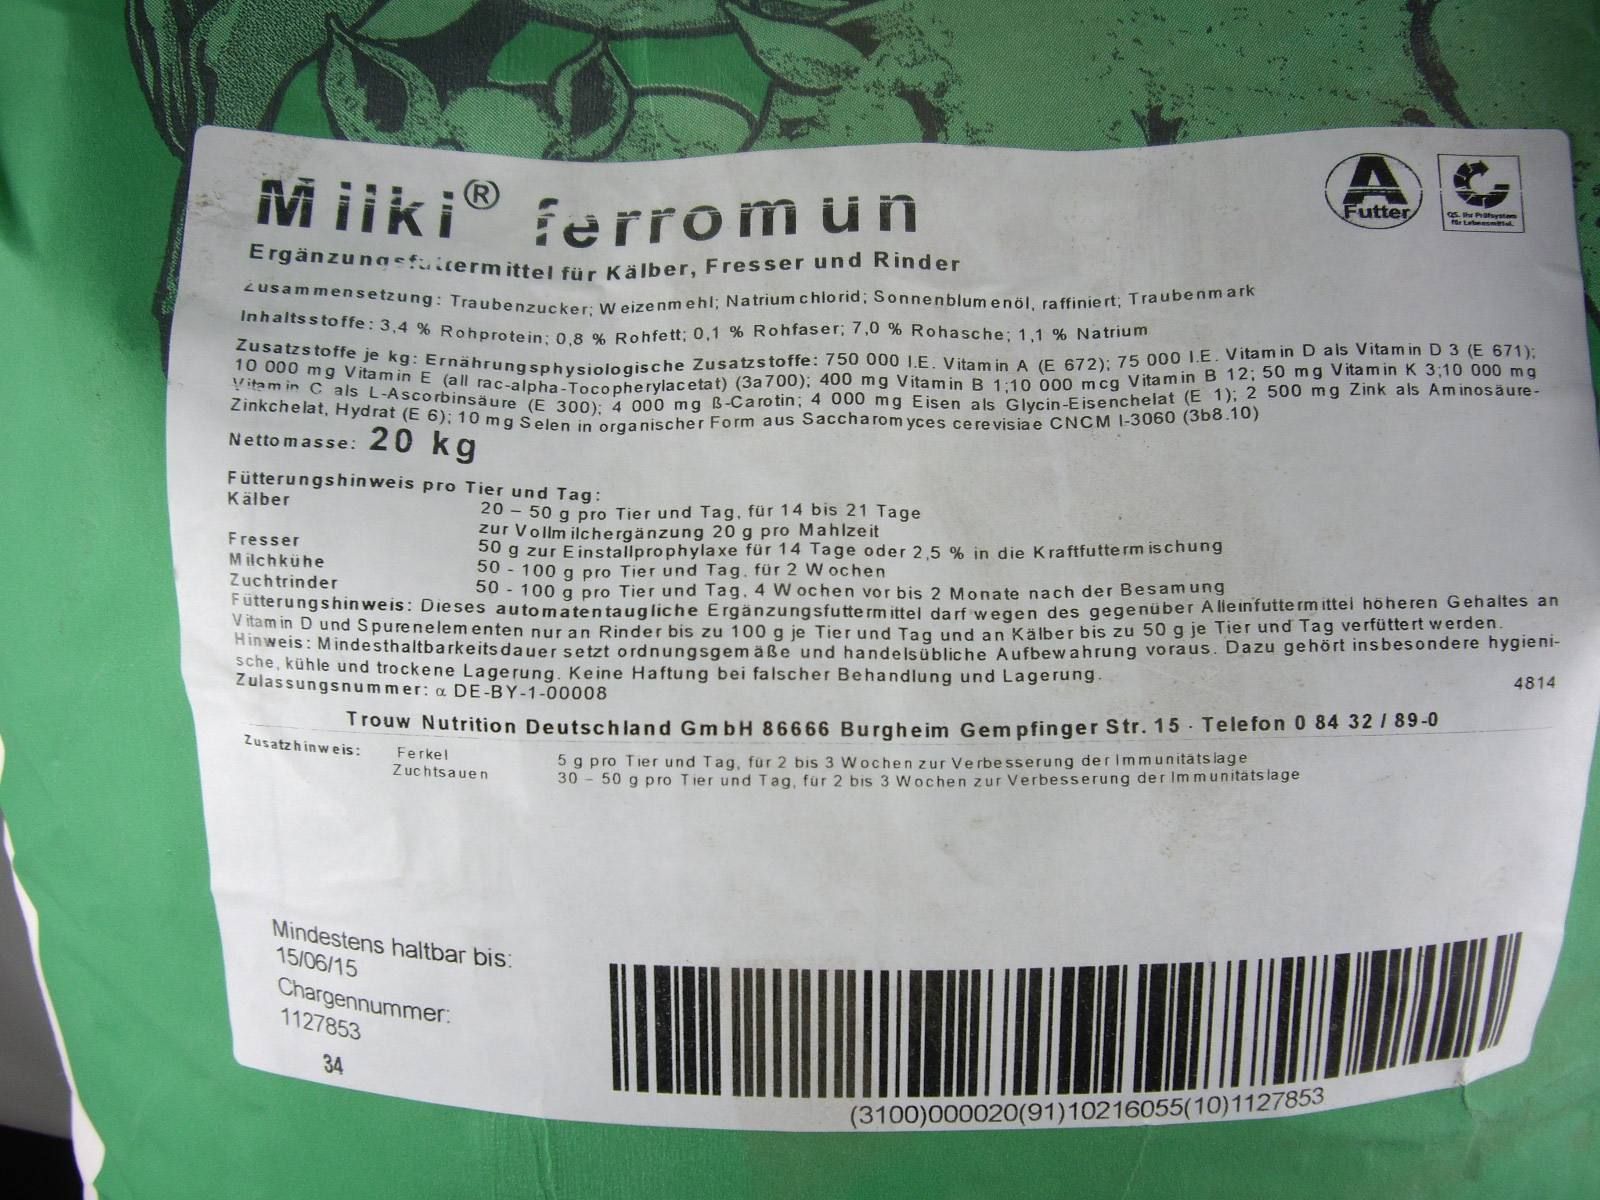 Milki® ferromun
A
Futter
QS. Ihr Prüfsystem
für Lebensmittel.
Ergänzungsfuttermittel für Kälber, Fresser und Rinder
Zusammensetzung: Traubenzucker; Weizenmehl; Natriumchlorid; Sonnenblumenöl, raffiniert; Traubenmark
Inhaltsstoffe: 3,4 % Rohprotein; 0,8 % Rohfett; 0,1 % Rohfaser; 7,0 % Rohasche; 1,1 % Natrium
Zusatzstoffe je kg: Ernährungsphysiologische Zusatzstoffe: 750 000 I.E. Vitamin A (E 672); 75 000 I.E. Vitamin D als Vitamin D 3 (E 671);
10 000 mg Vitamin E (all rac-alpha-Tocopherylacetat) (3a700); 400 mg Vitamin B 1;10 000 mcg Vitamin B 12; 50 mg Vitamin K 3;10 000 mg
Vitamin C als L-Ascorbinsäure (E 300); 4 000 mg ß-Carotin; 4 000 mg Eisen als Glycin-Eisenchelat (E 1); 2 500 mg Zink als Aminosäure-
Zinkchelat, Hydrat (E 6); 10 mg Selen in organischer Form aus Saccharomyces cerevisiae CNCM I-3060 (3b8.10)
Nettomasse: 20 kg
Fütterungshinweis pro Tier und Tag:
Kälber 20 – 50 g pro Tier und Tag, für 14 bis 21 Tage
zur Vollmilchergänzung 20 g pro Mahlzeit
Fresser 50 g zur Einstallprophylaxe für 14 Tage oder 2,5 % in die Kraftfuttermischung
Milchkühe 50 - 100 g pro Tier und Tag, für 2 Wochen
Zuchtrinder 50 - 100 g pro Tier und Tag, 4 Wochen vor bis 2 Monate nach der Besamung
Fütterungshinweis: Dieses automatentaugliche Ergänzungsfuttermittel darf wegen des gegenüber Alleinfuttermittel höheren Gehaltes an
Vitamin D und Spurenelementen nur an Rinder bis zu 100 g je Tier und Tag und an Kälber bis zu 50 g je Tier und Tag verfüttert werden.
Hinweis: Mindesthaltbarkeitsdauer setzt ordnungsgemäße und handelsübliche Aufbewahrung voraus. Dazu gehört insbesondere hygieni-
sche, kühle und trockene Lagerung. Keine Haftung bei falscher Behandlung und Lagerung.
Zulassungsnummer: α DE-BY-1-00008 4814
Trouw Nutrition Deutschland GmbH 86666 Burgheim Gempfinger Str. 15 · Telefon 0 84 32 / 89-0
Zusatzhinweis: Ferkel 5 g pro Tier und Tag, für 2 bis 3 Wochen zur Verbesserung der Immunitätslage
Zuchtsauen 30 – 50 g pro Tier und Tag, für 2 bis 3 Wochen zur Verbesserung der Immunitätslage
Mindestens haltbar bis:
15/06/15
Chargennummer:
1127853
34
(3100)000020(91)10216055(10)1127853